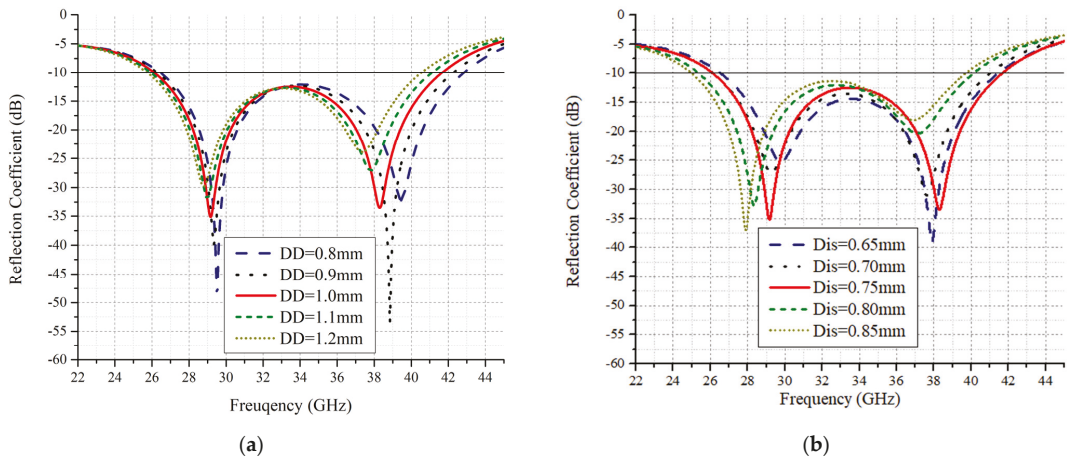 0
-5
-10
-15
-20
-25
-30
-35
-40
-45
-50
-55
-60
Reflection Coefficient (dB)
DD=0.8mm
DD=0.9mm
DD=1.0mm
DD=1.1mm
DD=1.2mm
22 24 26 28 30 32 34 36 38 40 42 44
Freuqency (GHz)
(a)
0
-5
-10
-15
-20
-25
-30
-35
-40
-45
-50
-55
-60
Reflection Coefficient (dB)
Dis=0.65mm
Dis=0.70mm
Dis=0.75mm
Dis=0.80mm
Dis=0.85mm
22 24 26 28 30 32 34 36 38 40 42 44
Frequency (GHz)
(b)